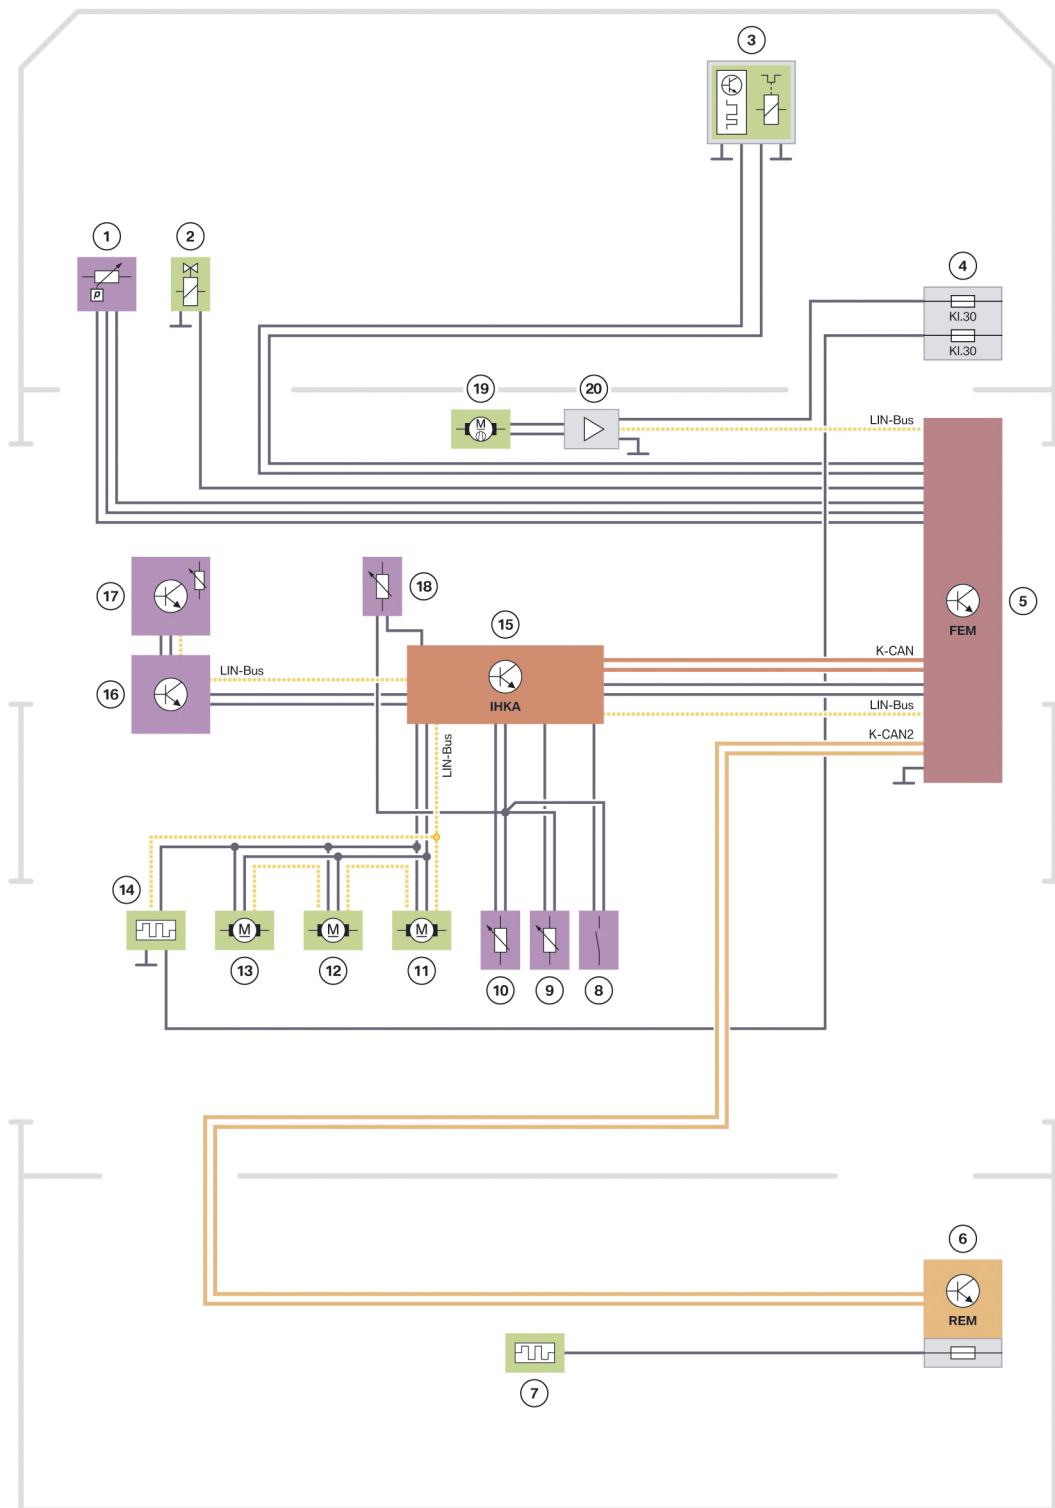 3
1
2
4
p
Kl.30
Kl.30
19
20
M
LIN-Bus
17
18
5
FEM
15
K-CAN
16
LIN-Bus
IHKA
LIN-Bus
K-CAN2
LIN-Bus
14
M
M
M
13
12
11
10
9
8
6
REM
7